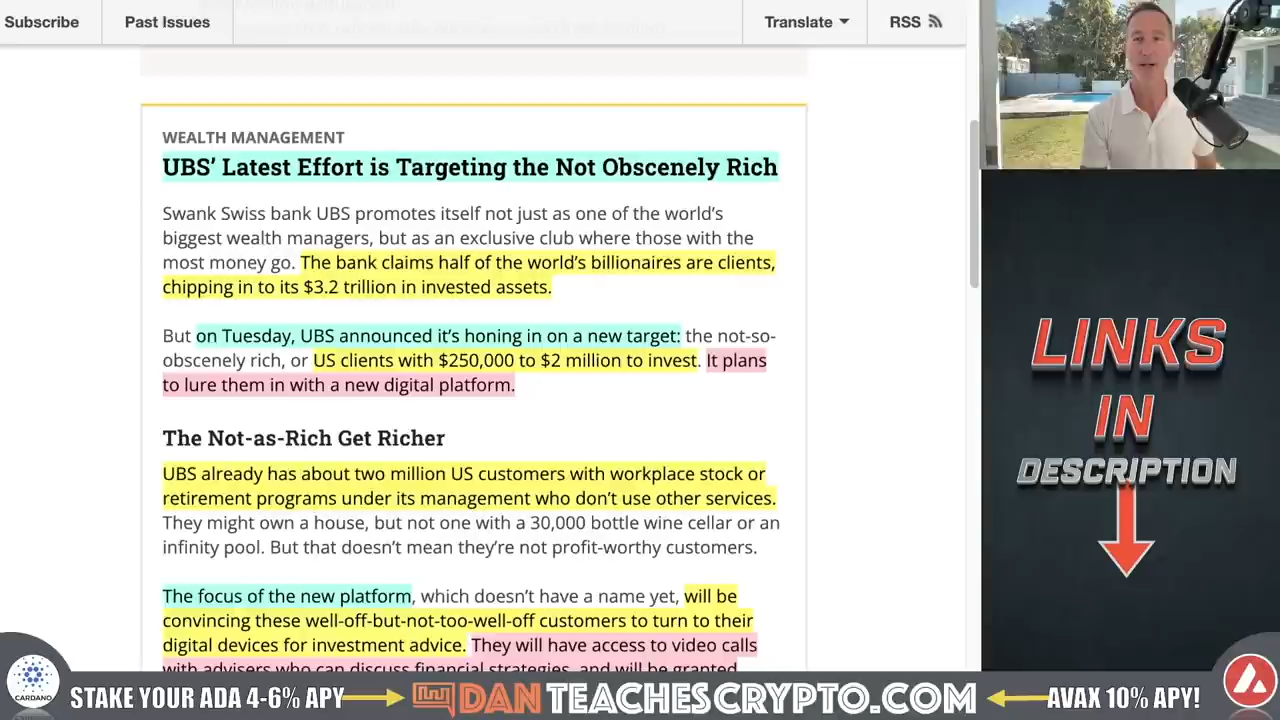 Subscribe
Past Issues
Translate
RSS
WEALTH MANAGEMENT
UBS’ Latest Effort is Targeting the Not Obscenely Rich
Swank Swiss bank UBS promotes itself not just as one of the world’s
biggest wealth managers, but as an exclusive club where those with the
most money go. The bank claims half of the world’s billionaires are clients,
chipping in to its $3.2 trillion in invested assets.
But on Tuesday, UBS announced it’s honing in on a new target: the not-so-
obscenely rich, or US clients with $250,000 to $2 million to invest. It plans
to lure them in with a new digital platform.
The Not-as-Rich Get Richer
UBS already has about two million US customers with workplace stock or
retirement programs under its management who don’t use other services.
They might own a house, but not one with a 30,000 bottle wine cellar or an
infinity pool. But that doesn’t mean they’re not profit-worthy customers.
The focus of the new platform, which doesn’t have a name yet, will be
convincing these well-off-but-not-too-well-off customers to turn to their
digital devices for investment advice. They will have access to video calls
with advisers who can discuss financial strategies, and will be granted
LINKS
IN
DESCRIPTION
CARDANO
STAKE YOUR ADA 4-6% APY
DANTEACHESCRYPTO.COM
AVAX 10% APY!